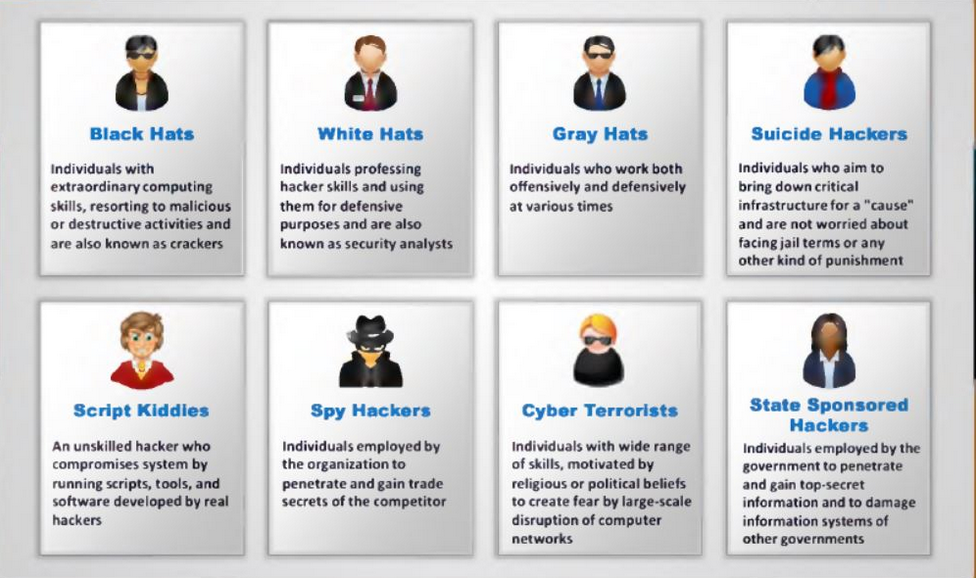 Black Hats
Individuals with
extraordinary computing
skills, resorting to malicious
or destructive activities and
are also known as crackers
White Hats
Individuals professing
hacker skills and using
them for defensive
purposes and are also
known as security analysts
Gray Hats
Individuals who work both
offensively and defensively
at various times
Suicide Hackers
Individuals who aim to
bring down critical
infrastructure for a "cause"
and are not worried about
facing jail terms or any
other kind of punishment
Script Kiddies
An unskilled hacker who
compromises system by
running scripts, tools, and
software developed by real
hackers
Spy Hackers
Individuals employed by
the organization to
penetrate and gain trade
secrets of the competitor
Cyber Terrorists
Individuals with wide range
of skills, motivated by
religious or political beliefs
to create fear by large-scale
disruption of computer
networks
State Sponsored
Hackers
Individuals employed by the
government to penetrate
and gain top-secret
information and to damage
information systems of
other governments